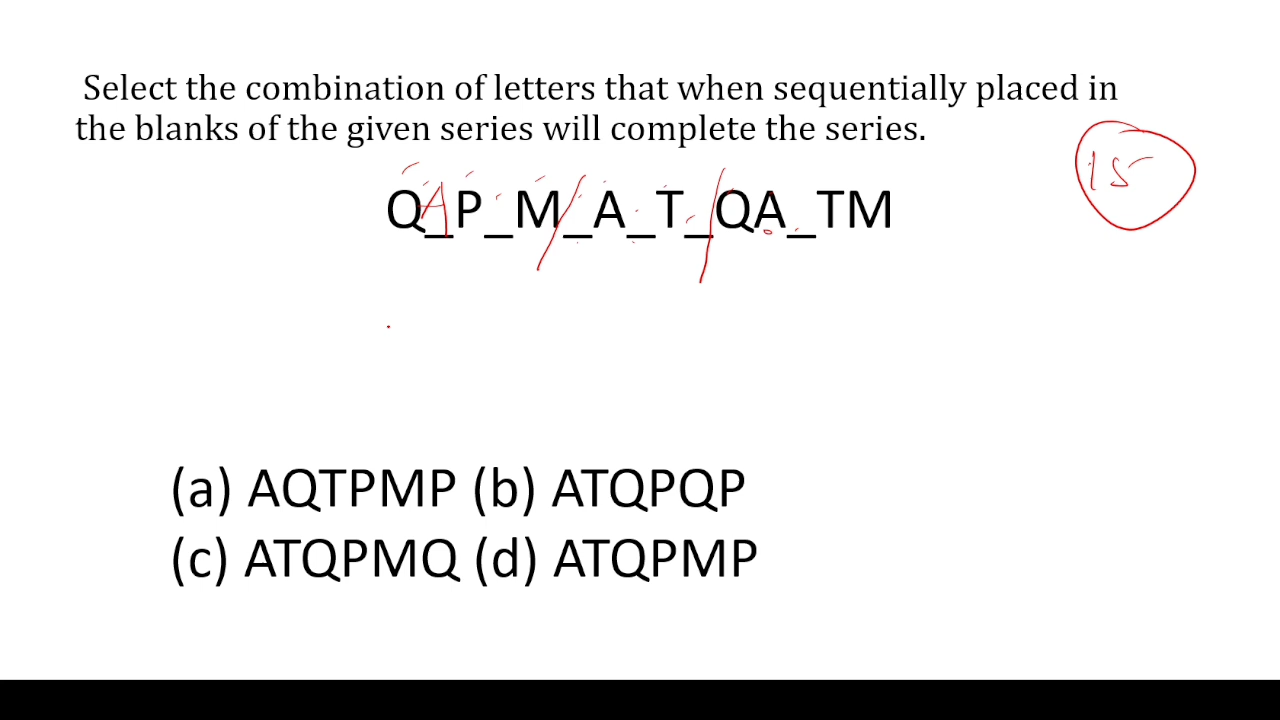 Select the combination of letters that when sequentially placed in
the blanks of the given series will complete the series.
15
Q_P_M_A_T_QA_TM
A
(a) AQTPMP (b) ATQPQP
(c) ATQPMQ (d) ATQPMP